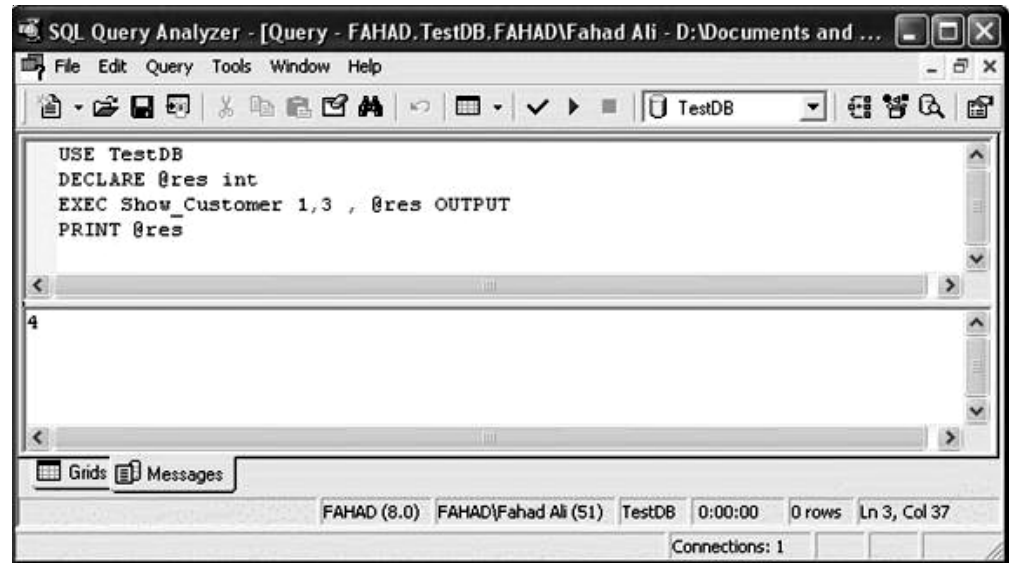 SQL Query Analyzer - [Query - FAHAD.TestDB.FAHAD\Fahad Ali - D:\Documents and ...
File Edit Query Tools Window Help
TestDB
USE TestDB
DECLARE @res int
EXEC Show_Customer 1,3 , @res OUTPUT
PRINT @res
4
Grids Messages
FAHAD (8.0) FAHAD\Fahad Ali (51) TestDB 0:00:00 0 rows Ln 3, Col 37
Connections: 1